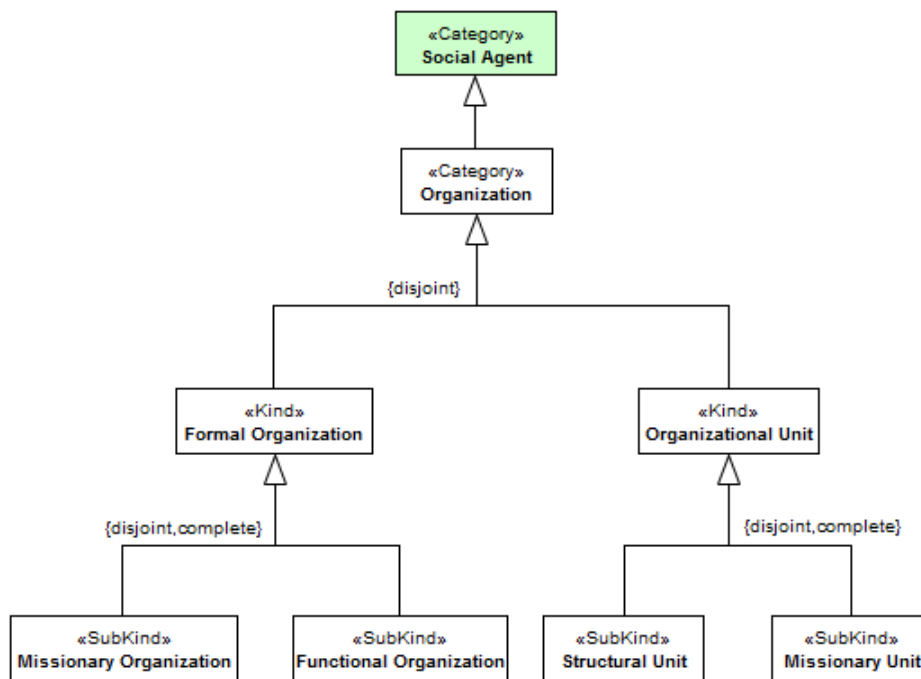 «Category»
Social Agent
«Category»
Organization
{disjoint}
«Kind»
Formal Organization
«Kind»
Organizational Unit
{disjoint,complete}
{disjoint,complete}
«SubKind»
Missionary Organization
«SubKind»
Functional Organization
«SubKind»
Structural Unit
«SubKind»
Missionary Unit